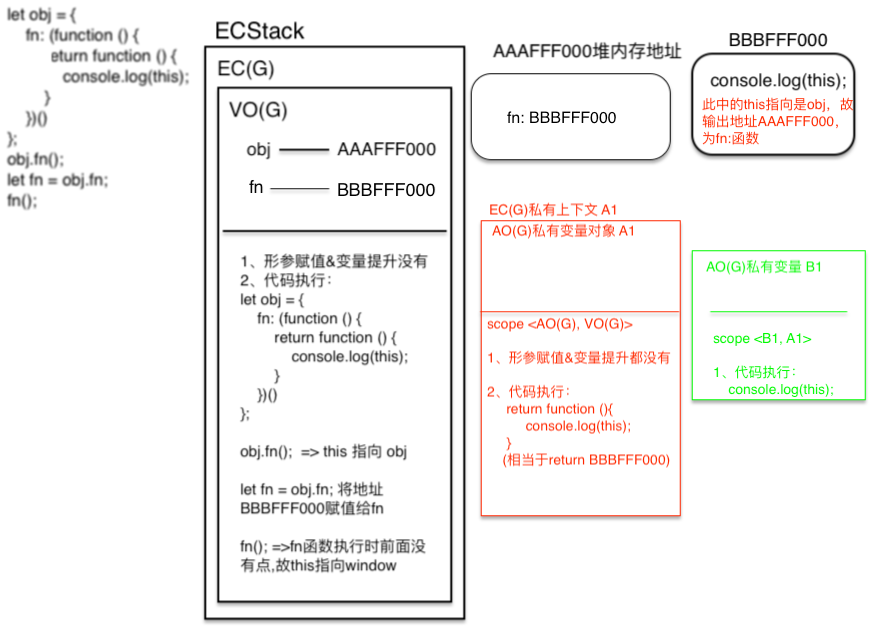 let obj = {
fn: (function () {
eturn function () {
console.log(this);
}
})()
};
obj.fn();
let fn = obj.fn;
fn();
ECStack
EC(G)
VO(G)
obj AAAFFF000
fn BBBFFF000
1、形参赋值&变量提升没有
2、代码执行：
let obj = {
fn: (function () {
return function () {
console.log(this);
}
})()
};
obj.fn(); => this 指向 obj
let fn = obj.fn; 将地址
BBBFFF000赋值给fn
fn(); =>fn函数执行时前面没
有点,故this指向window
AAAFFF000堆内存地址
fn: BBBFFF000
BBBFFF000
console.log(this);
此中的this指向是obj，故
输出地址AAAFFF000，
为fn:函数
EC(G)私有上下文 A1
AO(G)私有变量对象 A1
scope <AO(G), VO(G)>
1、形参赋值&变量提升都没有
2、代码执行：
return function (){
console.log(this);
}
(相当于return BBBFFF000)
AO(G)私有变量 B1
scope <B1, A1>
1、代码执行：
console.log(this);